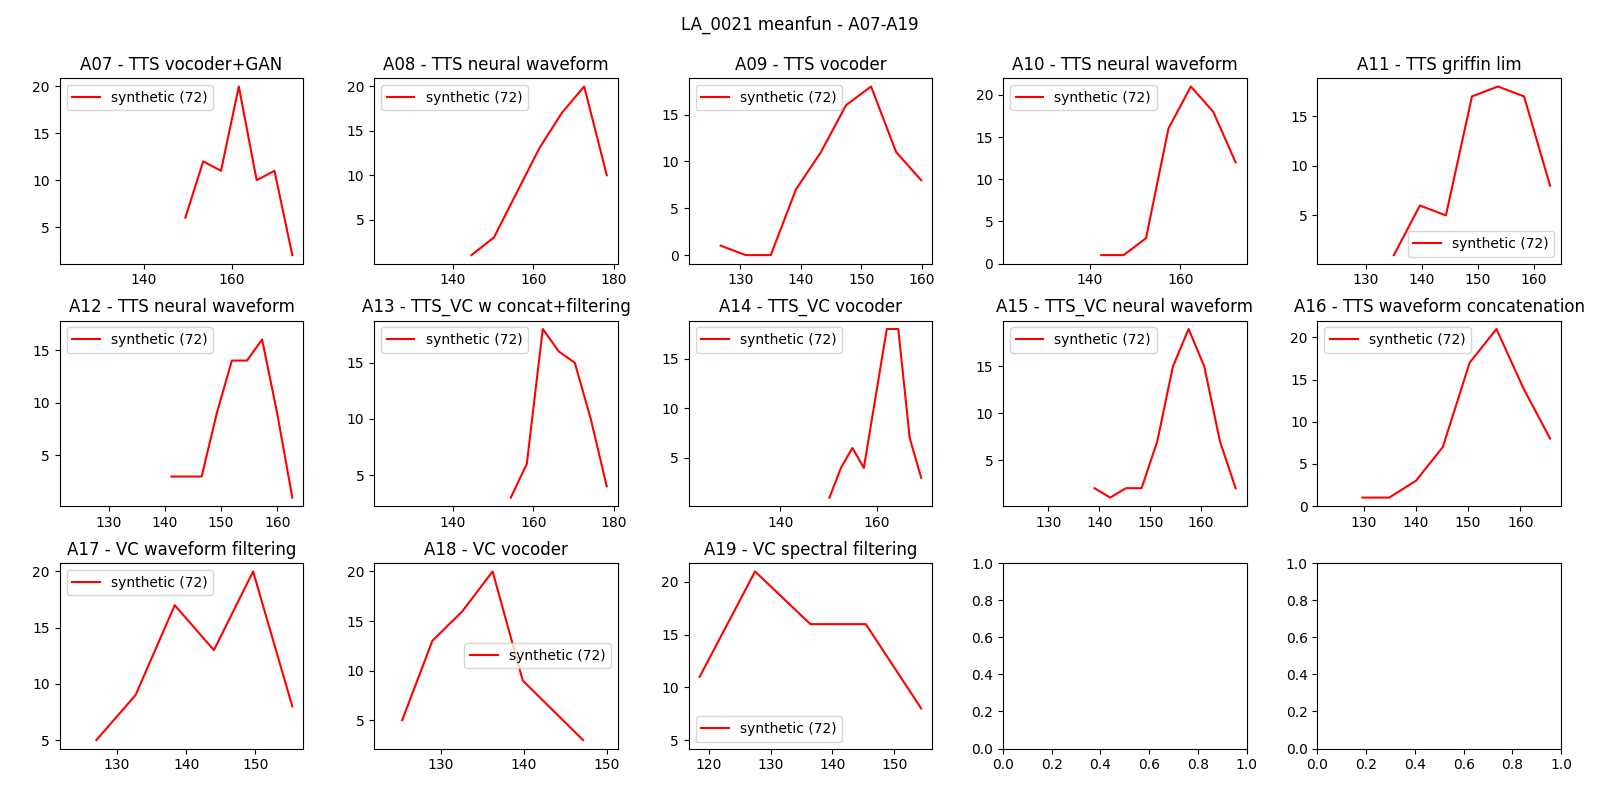 LA_0021 meanfun - A07-A19
A07 - TTS vocoder+GAN
synthetic (72)
20
15
10
5
140 160
A08 - TTS neural waveform
synthetic (72)
20
15
10
5
140 160 180
A09 - TTS vocoder
synthetic (72)
15
10
5
0
130 140 150 160
A10 - TTS neural waveform
synthetic (72)
20
15
10
5
0
140 160
A11 - TTS griffin lim
synthetic (72)
15
10
5
130 140 150 160
A12 - TTS neural waveform
synthetic (72)
15
10
5
130 140 150 160
A13 - TTS_VC w concat+filtering
synthetic (72)
15
10
5
140 160 180
A14 - TTS_VC vocoder
synthetic (72)
15
10
5
140 160
A15 - TTS_VC neural waveform
synthetic (72)
15
10
5
130 140 150 160
A16 - TTS waveform concatenation
synthetic (72)
20
15
10
5
0
130 140 150 160
A17 - VC waveform filtering
synthetic (72)
20
15
10
5
130 140 150
A18 - VC vocoder
synthetic (72)
20
15
10
5
130 140 150
A19 - VC spectral filtering
synthetic (72)
20
15
10
5
120 130 140 150
1.0
0.8
0.6
0.4
0.2
0.0
0.0 0.2 0.4 0.6 0.8 1.0
1.0
0.8
0.6
0.4
0.2
0.0
0.0 0.2 0.4 0.6 0.8 1.0